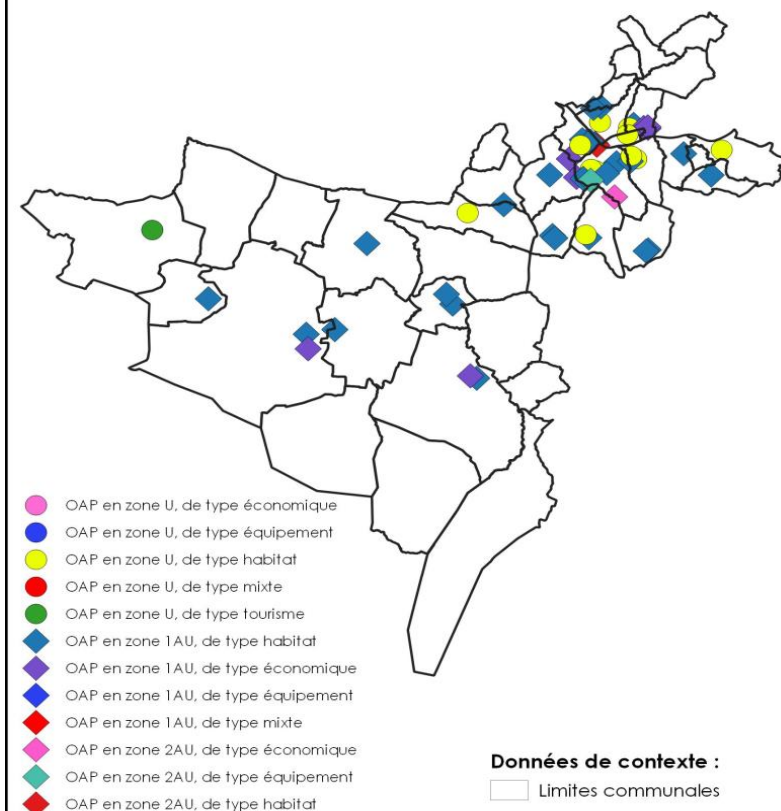 OAP en zone U, de type économique
OAP en zone U, de type équipement
OAP en zone U, de type habitat
OAP en zone U, de type mixte
OAP en zone U, de type tourisme
OAP en zone 1AU, de type habitat
OAP en zone 1AU, de type économique
OAP en zone 1AU, de type équipement
OAP en zone 1AU, de type mixte
OAP en zone 2AU, de type économique
OAP en zone 2AU, de type équipement
OAP en zone 2AU, de type habitat
Données de contexte :
Limites communales